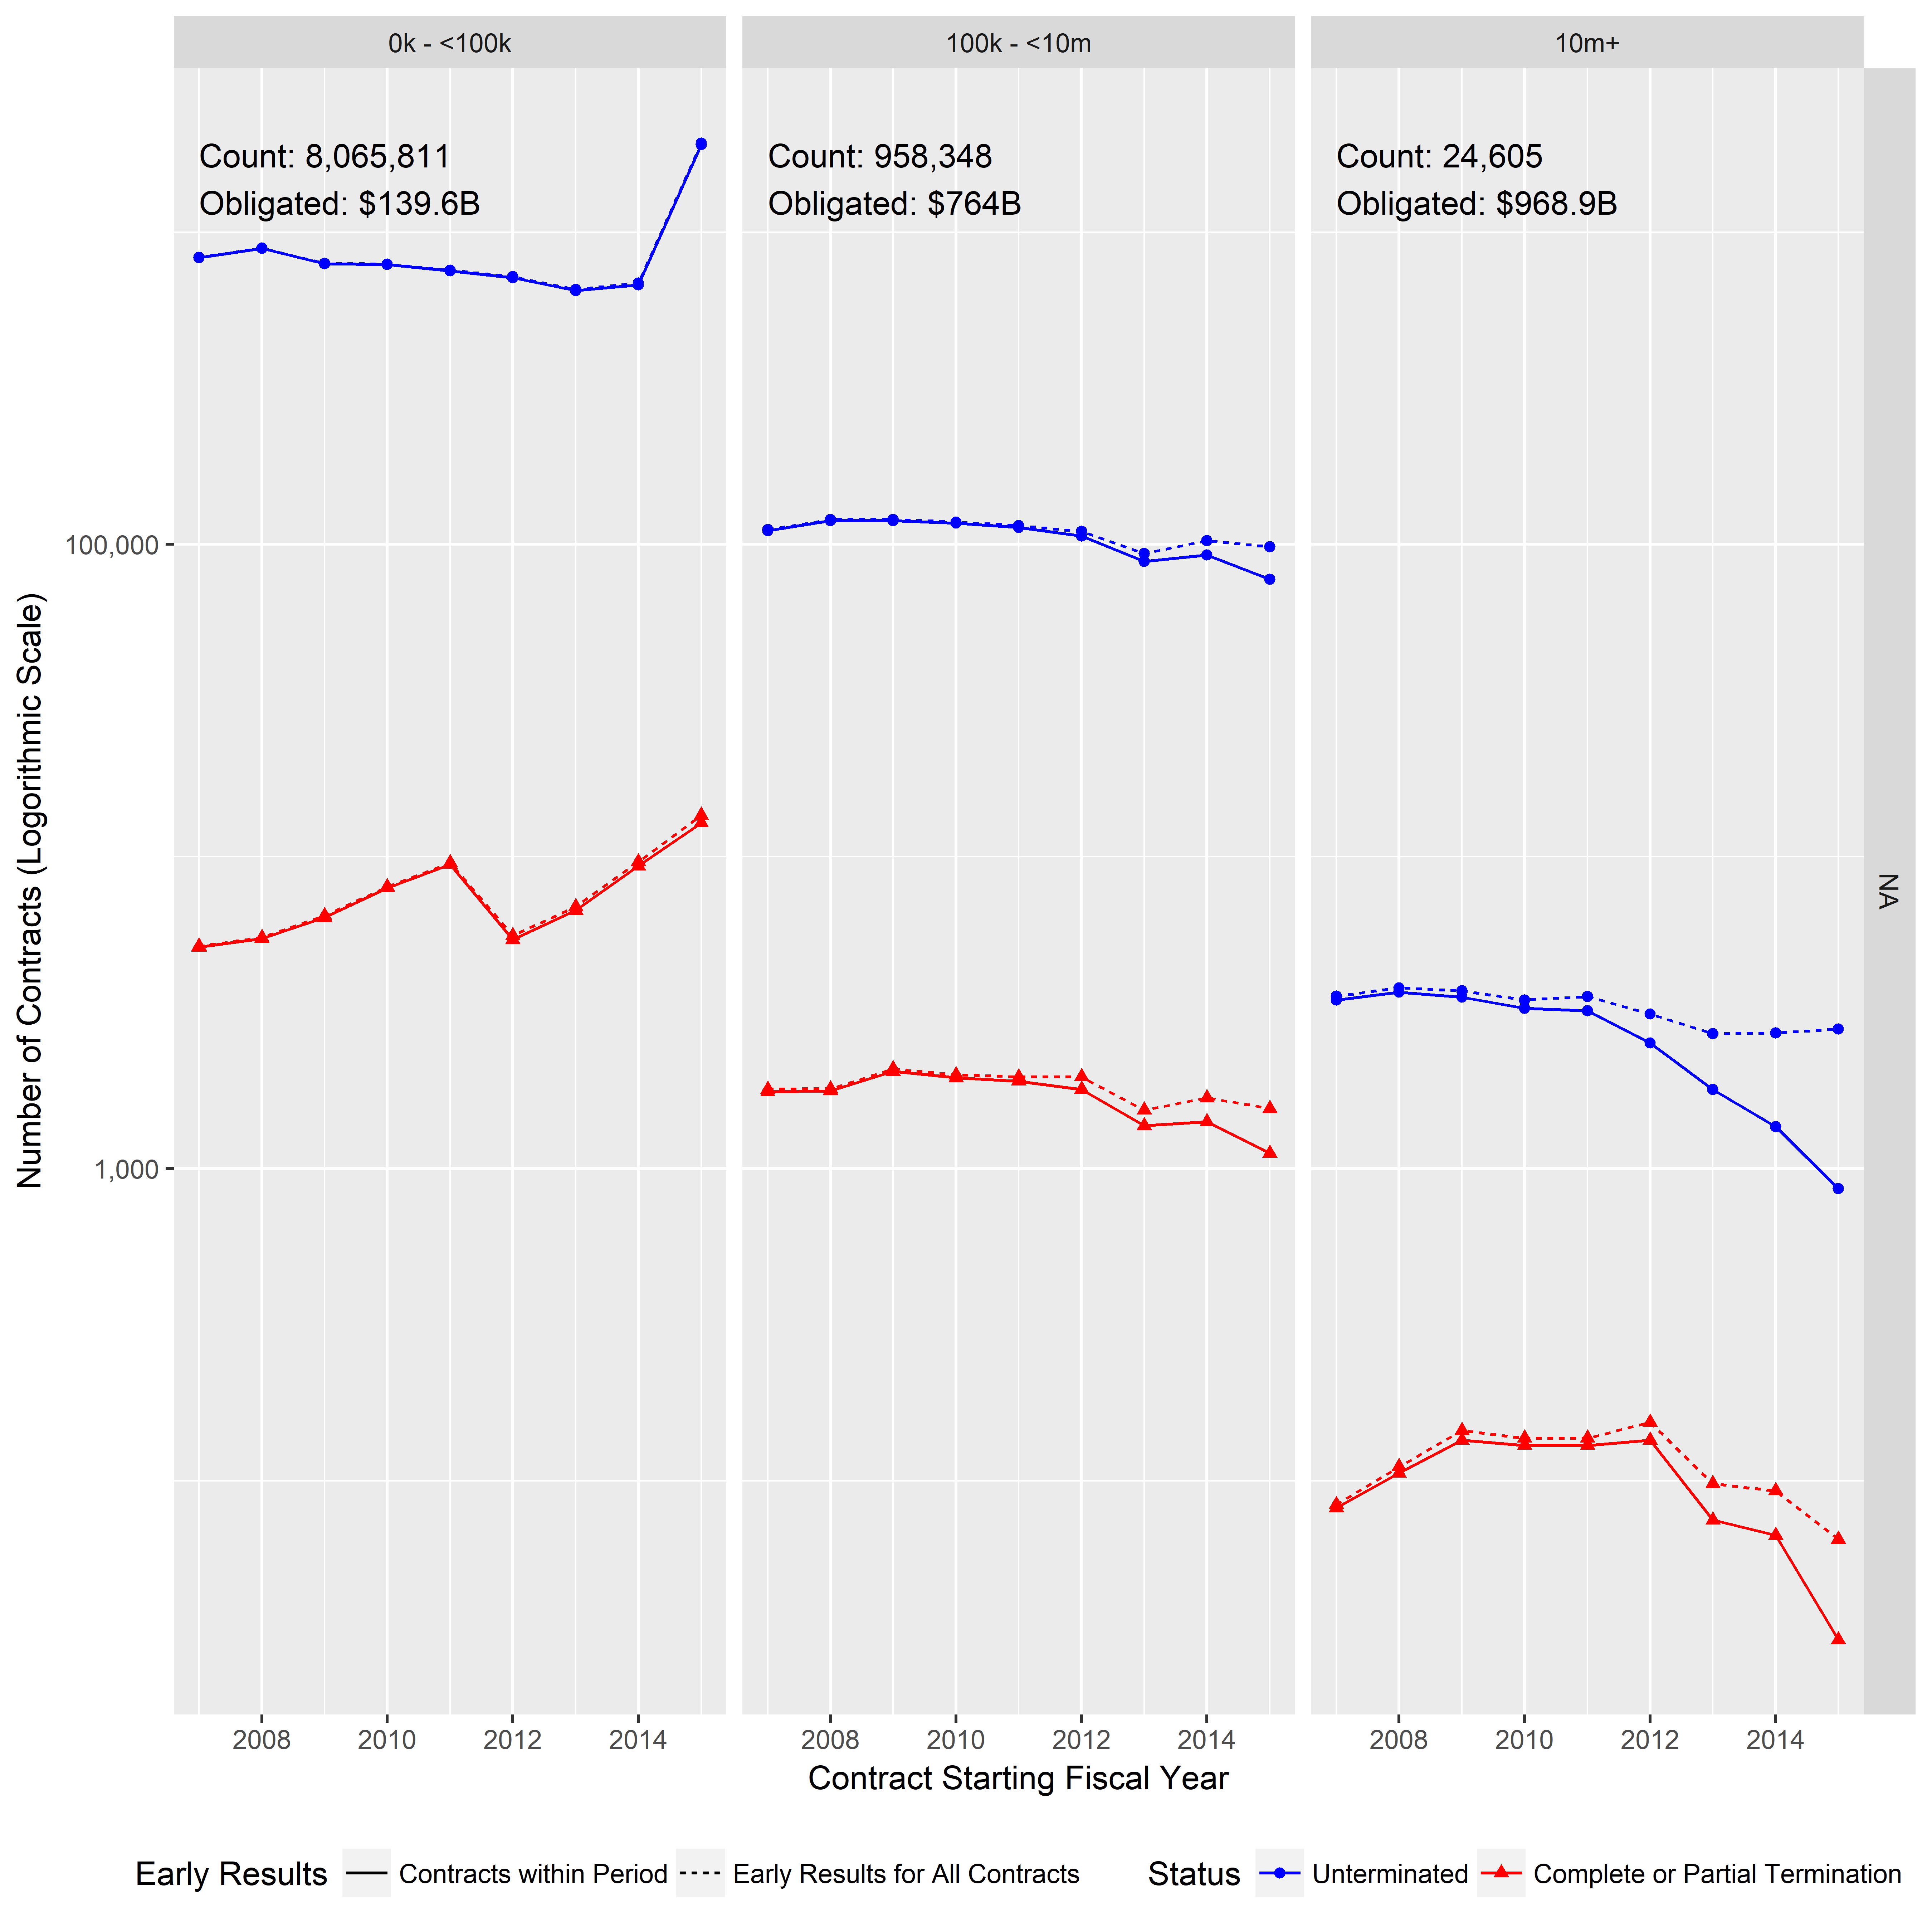 0k - <100k
100k - <10m
10m+
Count: 8,065,811
Obligated: $139.6B
Count: 958,348
Obligated: $764B
Count: 24,605
Obligated: $968.9B
NA
Number of Contracts (Logorithmic Scale)
100,000
1,000
2008 2010 2012 2014
2008 2010 2012 2014
2008 2010 2012 2014
Contract Starting Fiscal Year
Early Results Contracts within Period Early Results for All Contracts
Status Unterminated Complete or Partial Termination